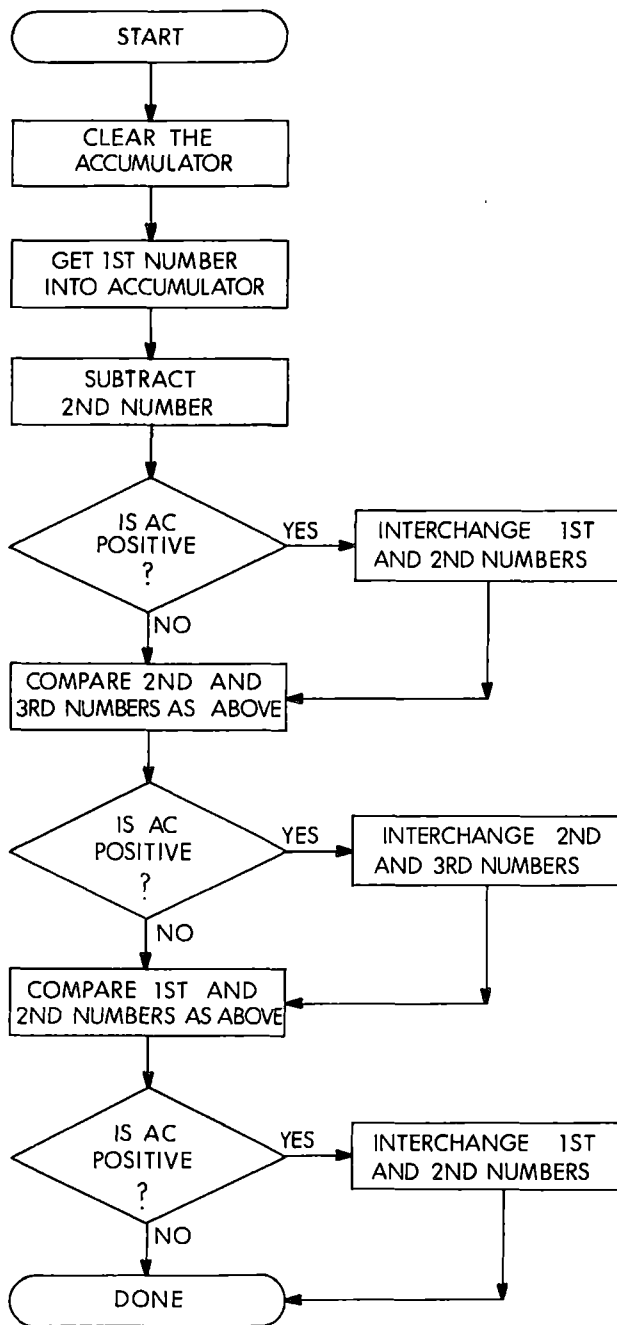 START
CLEAR THE
ACCUMULATOR
GET 1ST NUMBER
INTO ACCUMULATOR
SUBTRACT
2ND NUMBER
IS AC
POSITIVE
?
YES
INTERCHANGE 1ST
AND 2ND NUMBERS
NO
COMPARE 2ND AND
3RD NUMBERS AS ABOVE
IS AC
POSITIVE
?
YES
INTERCHANGE 2ND
AND 3RD NUMBERS
NO
COMPARE 1ST AND
2ND NUMBERS AS ABOVE
IS AC
POSITIVE
?
YES
INTERCHANGE 1ST
AND 2ND NUMBERS
NO
DONE